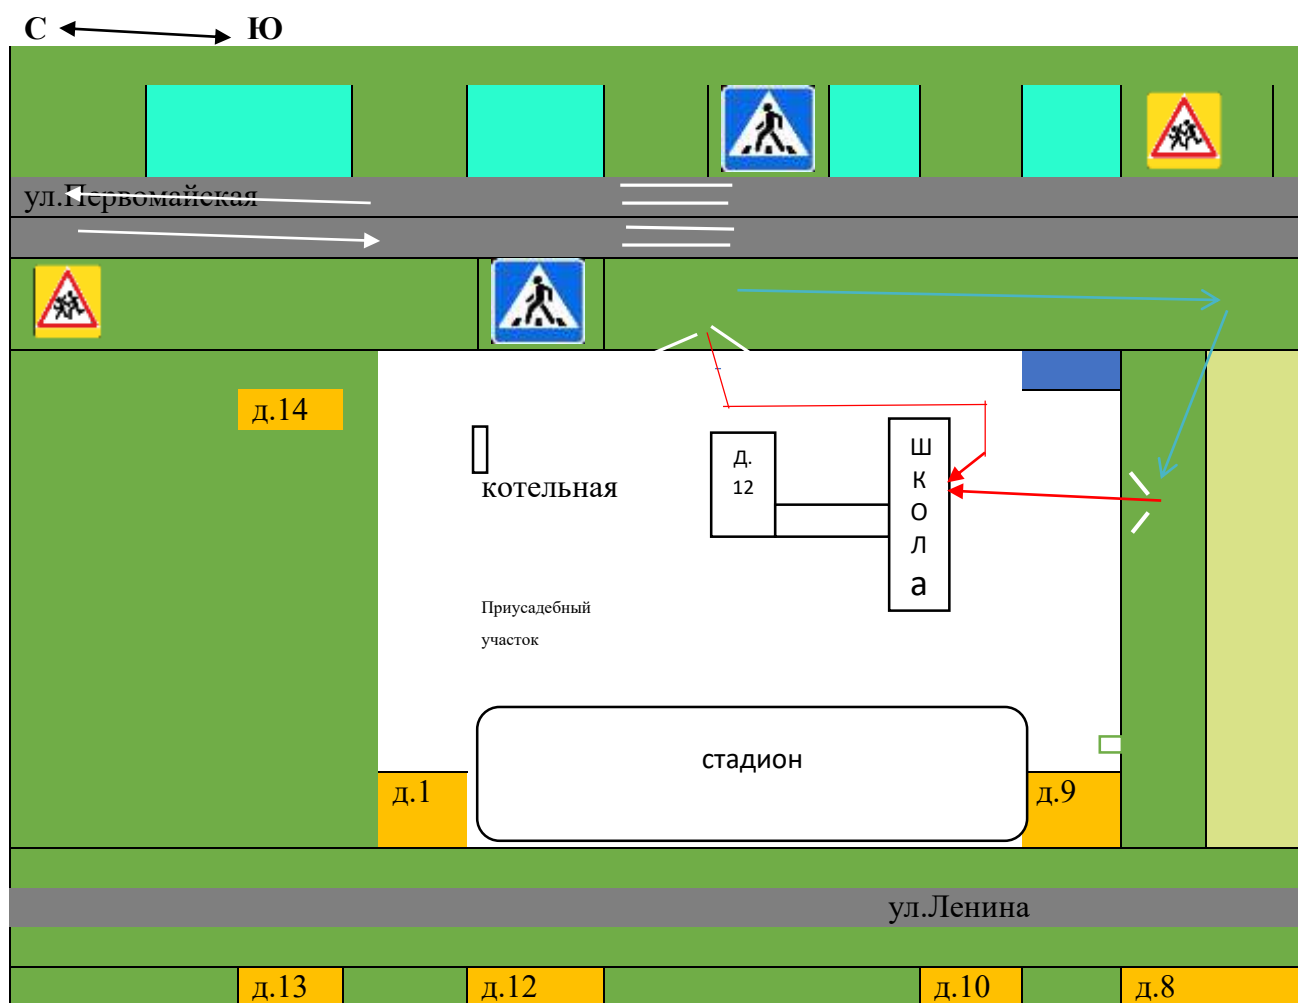 С Ю
ул.Первомайская
д.14
Д.
12
Ш
К
О
Л
а
котельная
Приусадебный
участок
стадион
д.1
д.9
ул.Ленина
д.13
д.12
д.10
д.8